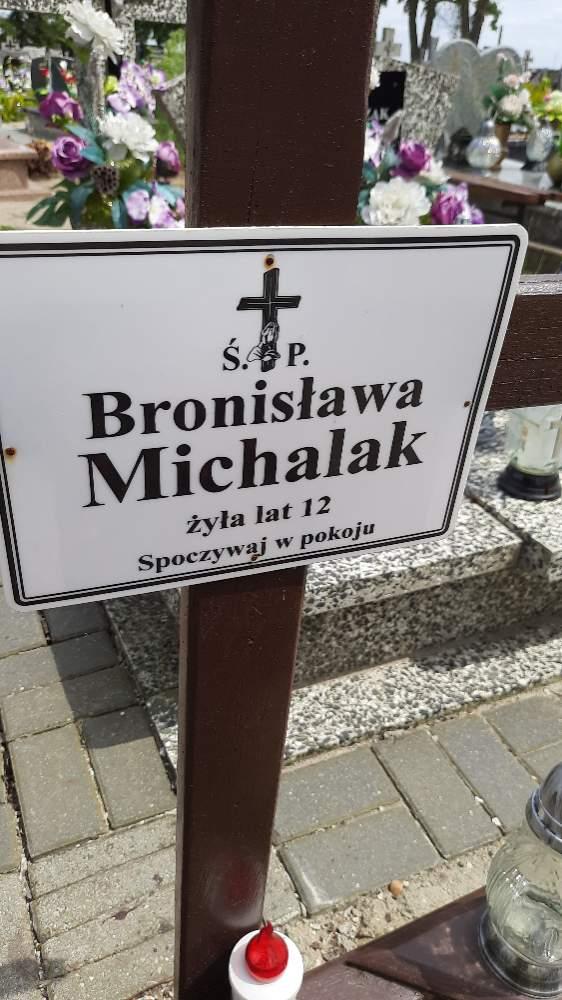 Ś. P.
Bronisława
Michalak
żyła lat 12
Spoczywaj w pokoju